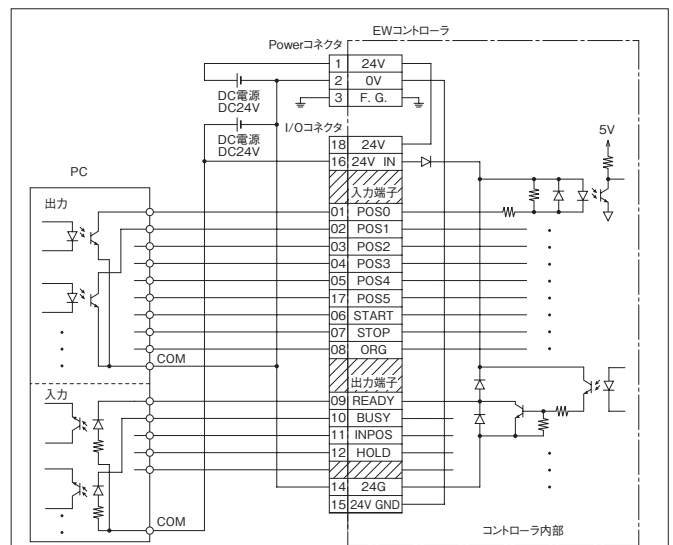 EWコントローラ
Powerコネクタ
1 24V
2 0V
3 F. G.
DC電源
DC24V
I/Oコネクタ
DC電源
DC24V
18 24V
16 24V IN
5V
PC
入力端子
出力
01 POS0
02 POS1
03 POS2
04 POS3
05 POS4
17 POS5
06 START
07 STOP
08 ORG
COM
出力端子
入力
09 READY
10 BUSY
11 INPOS
12 HOLD
14 24G
15 24V GND
COM
コントローラ内部